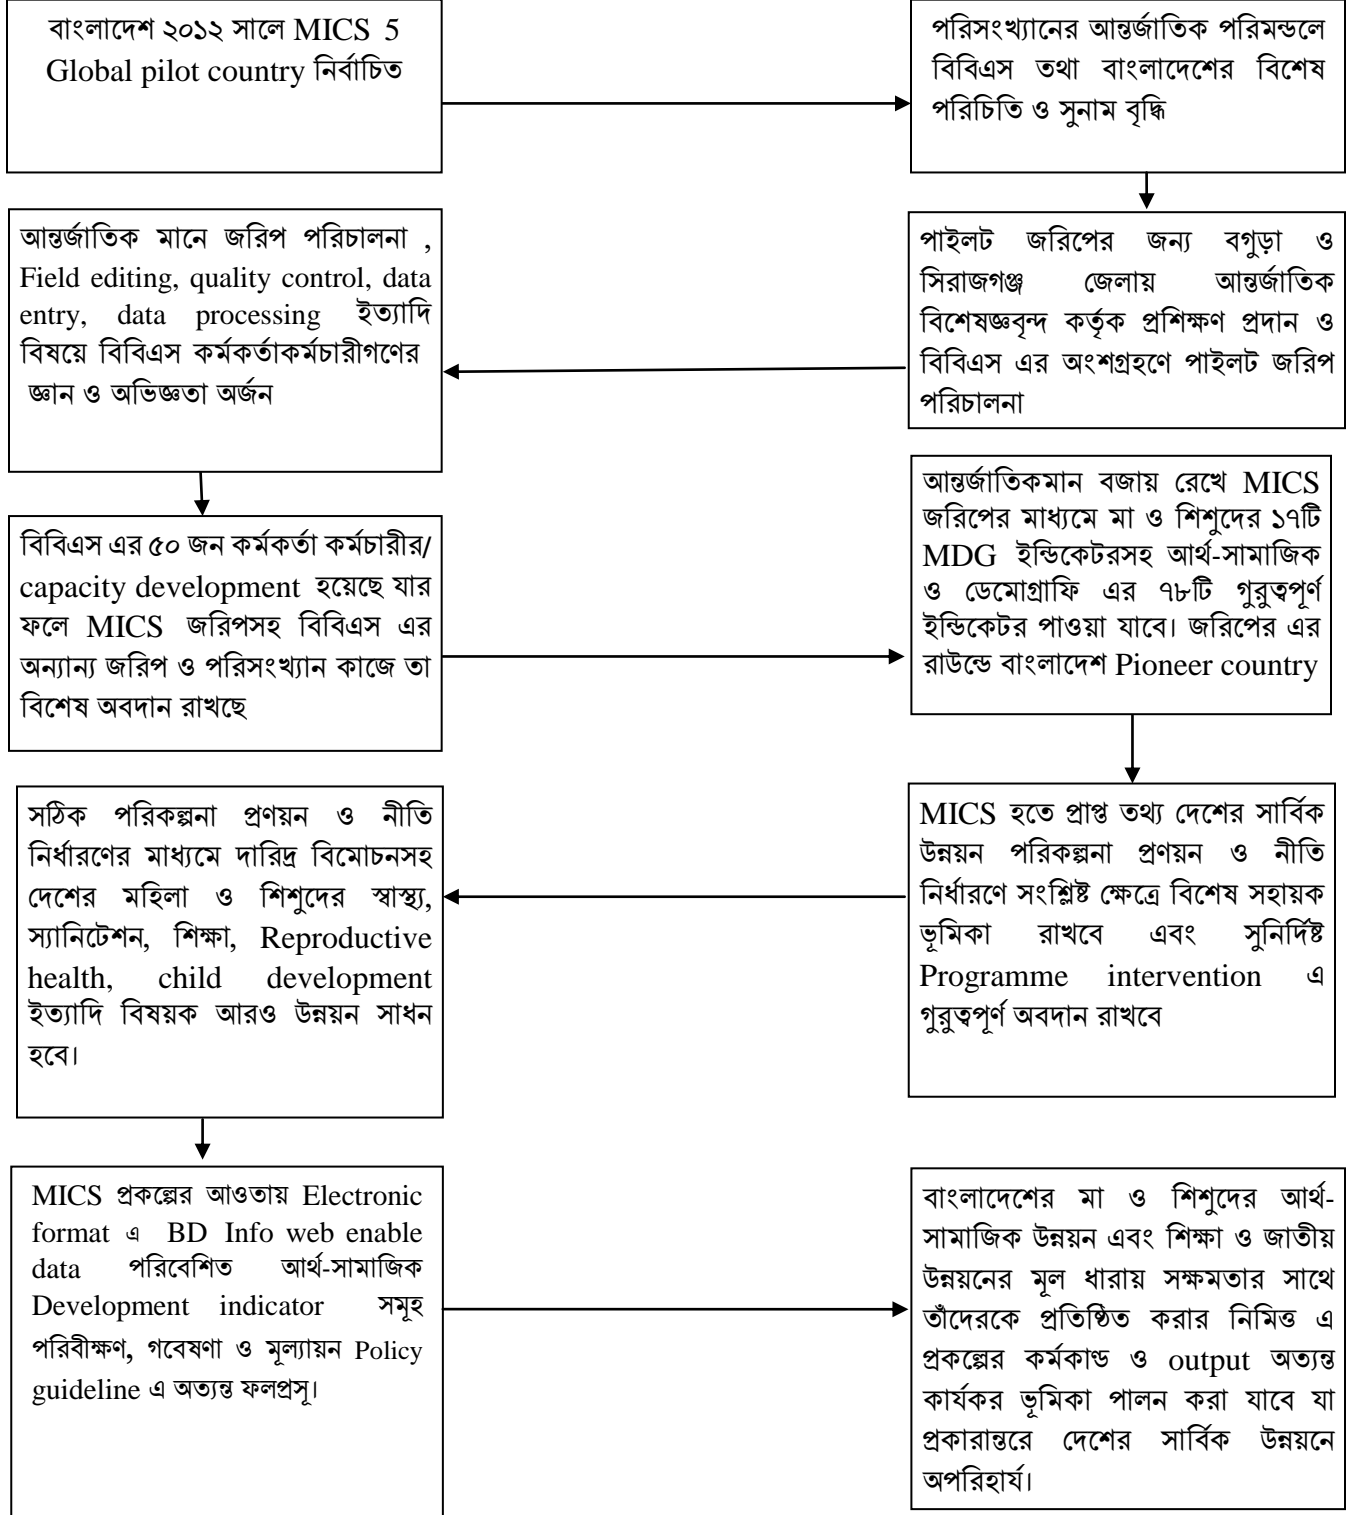 বাংলাদেশ ২০১২ সালে MICS 5
Global pilot country নির্বাচিত
পরিসংখ্যানের আন্তর্জাতিক পরিমন্ডলে
বিবিএস তথা বাংলাদেশের বিশেষ
পরিচিতি ও সুনাম বৃদ্ধি
পাইলট জরিপের জন্য বগুড়া ও
সিরাজগঞ্জ জেলায় আন্তর্জাতিক
বিশেষজ্ঞবৃন্দ কর্তৃক প্রশিক্ষণ প্রদান ও
বিবিএস এর অংশগ্রহণে পাইলট জরিপ
পরিচালনা
আন্তর্জাতিক মানে জরিপ পরিচালনা ,
Field editing, quality control, data
entry, data processing ইত্যাদি
বিষয়ে বিবিএস কর্মকর্তাকর্মচারীগণের
জ্ঞান ও অভিজ্ঞতা অর্জন
বিবিএস এর ৫০ জন কর্মকর্তা কর্মচারীর/
capacity development হয়েছে যার
ফলে MICS জরিপসহ বিবিএস এর
অন্যান্য জরিপ ও পরিসংখ্যান কাজে তা
বিশেষ অবদান রাখছে
আন্তর্জাতিকমান বজায় রেখে MICS
জরিপের মাধ্যমে মা ও শিশুদের ১৭টি
MDG ইন্ডিকেটরসহ আর্থ-সামাজিক
ও ডেমোগ্রাফি এর ৭৮টি গুরুত্বপূর্ণ
ইন্ডিকেটর পাওয়া যাবে। জরিপের এর
রাউন্ডে বাংলাদেশ Pioneer country
MICS হতে প্রাপ্ত তথ্য দেশের সার্বিক
উন্নয়ন পরিকল্পনা প্রণয়ন ও নীতি
নির্ধারণে সংশ্লিষ্ট ক্ষেত্রে বিশেষ সহায়ক
ভূমিকা রাখবে এবং সুনির্দিষ্ট
Programme intervention এ
গুরুত্বপূর্ণ অবদান রাখবে
সঠিক পরিকল্পনা প্রণয়ন ও নীতি
নির্ধারণের মাধ্যমে দারিদ্র বিমোচনসহ
দেশের মহিলা ও শিশুদের স্বাস্থ্য,
স্যানিটেশন, শিক্ষা, Reproductive
health, child development
ইত্যাদি বিষয়ক আরও উন্নয়ন সাধন
হবে।
MICS প্রকল্পের আওতায় Electronic
format এ BD Info web enable
data পরিবেশিত আর্থ-সামাজিক
Development indicator সমূহ
পরিবীক্ষণ, গবেষণা ও মূল্যায়ন Policy
guideline এ অত্যন্ত ফলপ্রসূ।
বাংলাদেশের মা ও শিশুদের আর্থ-
সামাজিক উন্নয়ন এবং শিক্ষা ও জাতীয়
উন্নয়নের মূল ধারায় সক্ষমতার সাথে
তাঁদেরকে প্রতিষ্ঠিত করার নিমিত্ত এ
প্রকল্পের কর্মকাণ্ড ও output অত্যন্ত
কার্যকর ভূমিকা পালন করা যাবে যা
প্রকারান্তরে দেশের সার্বিক উন্নয়নে
অপরিহার্য।